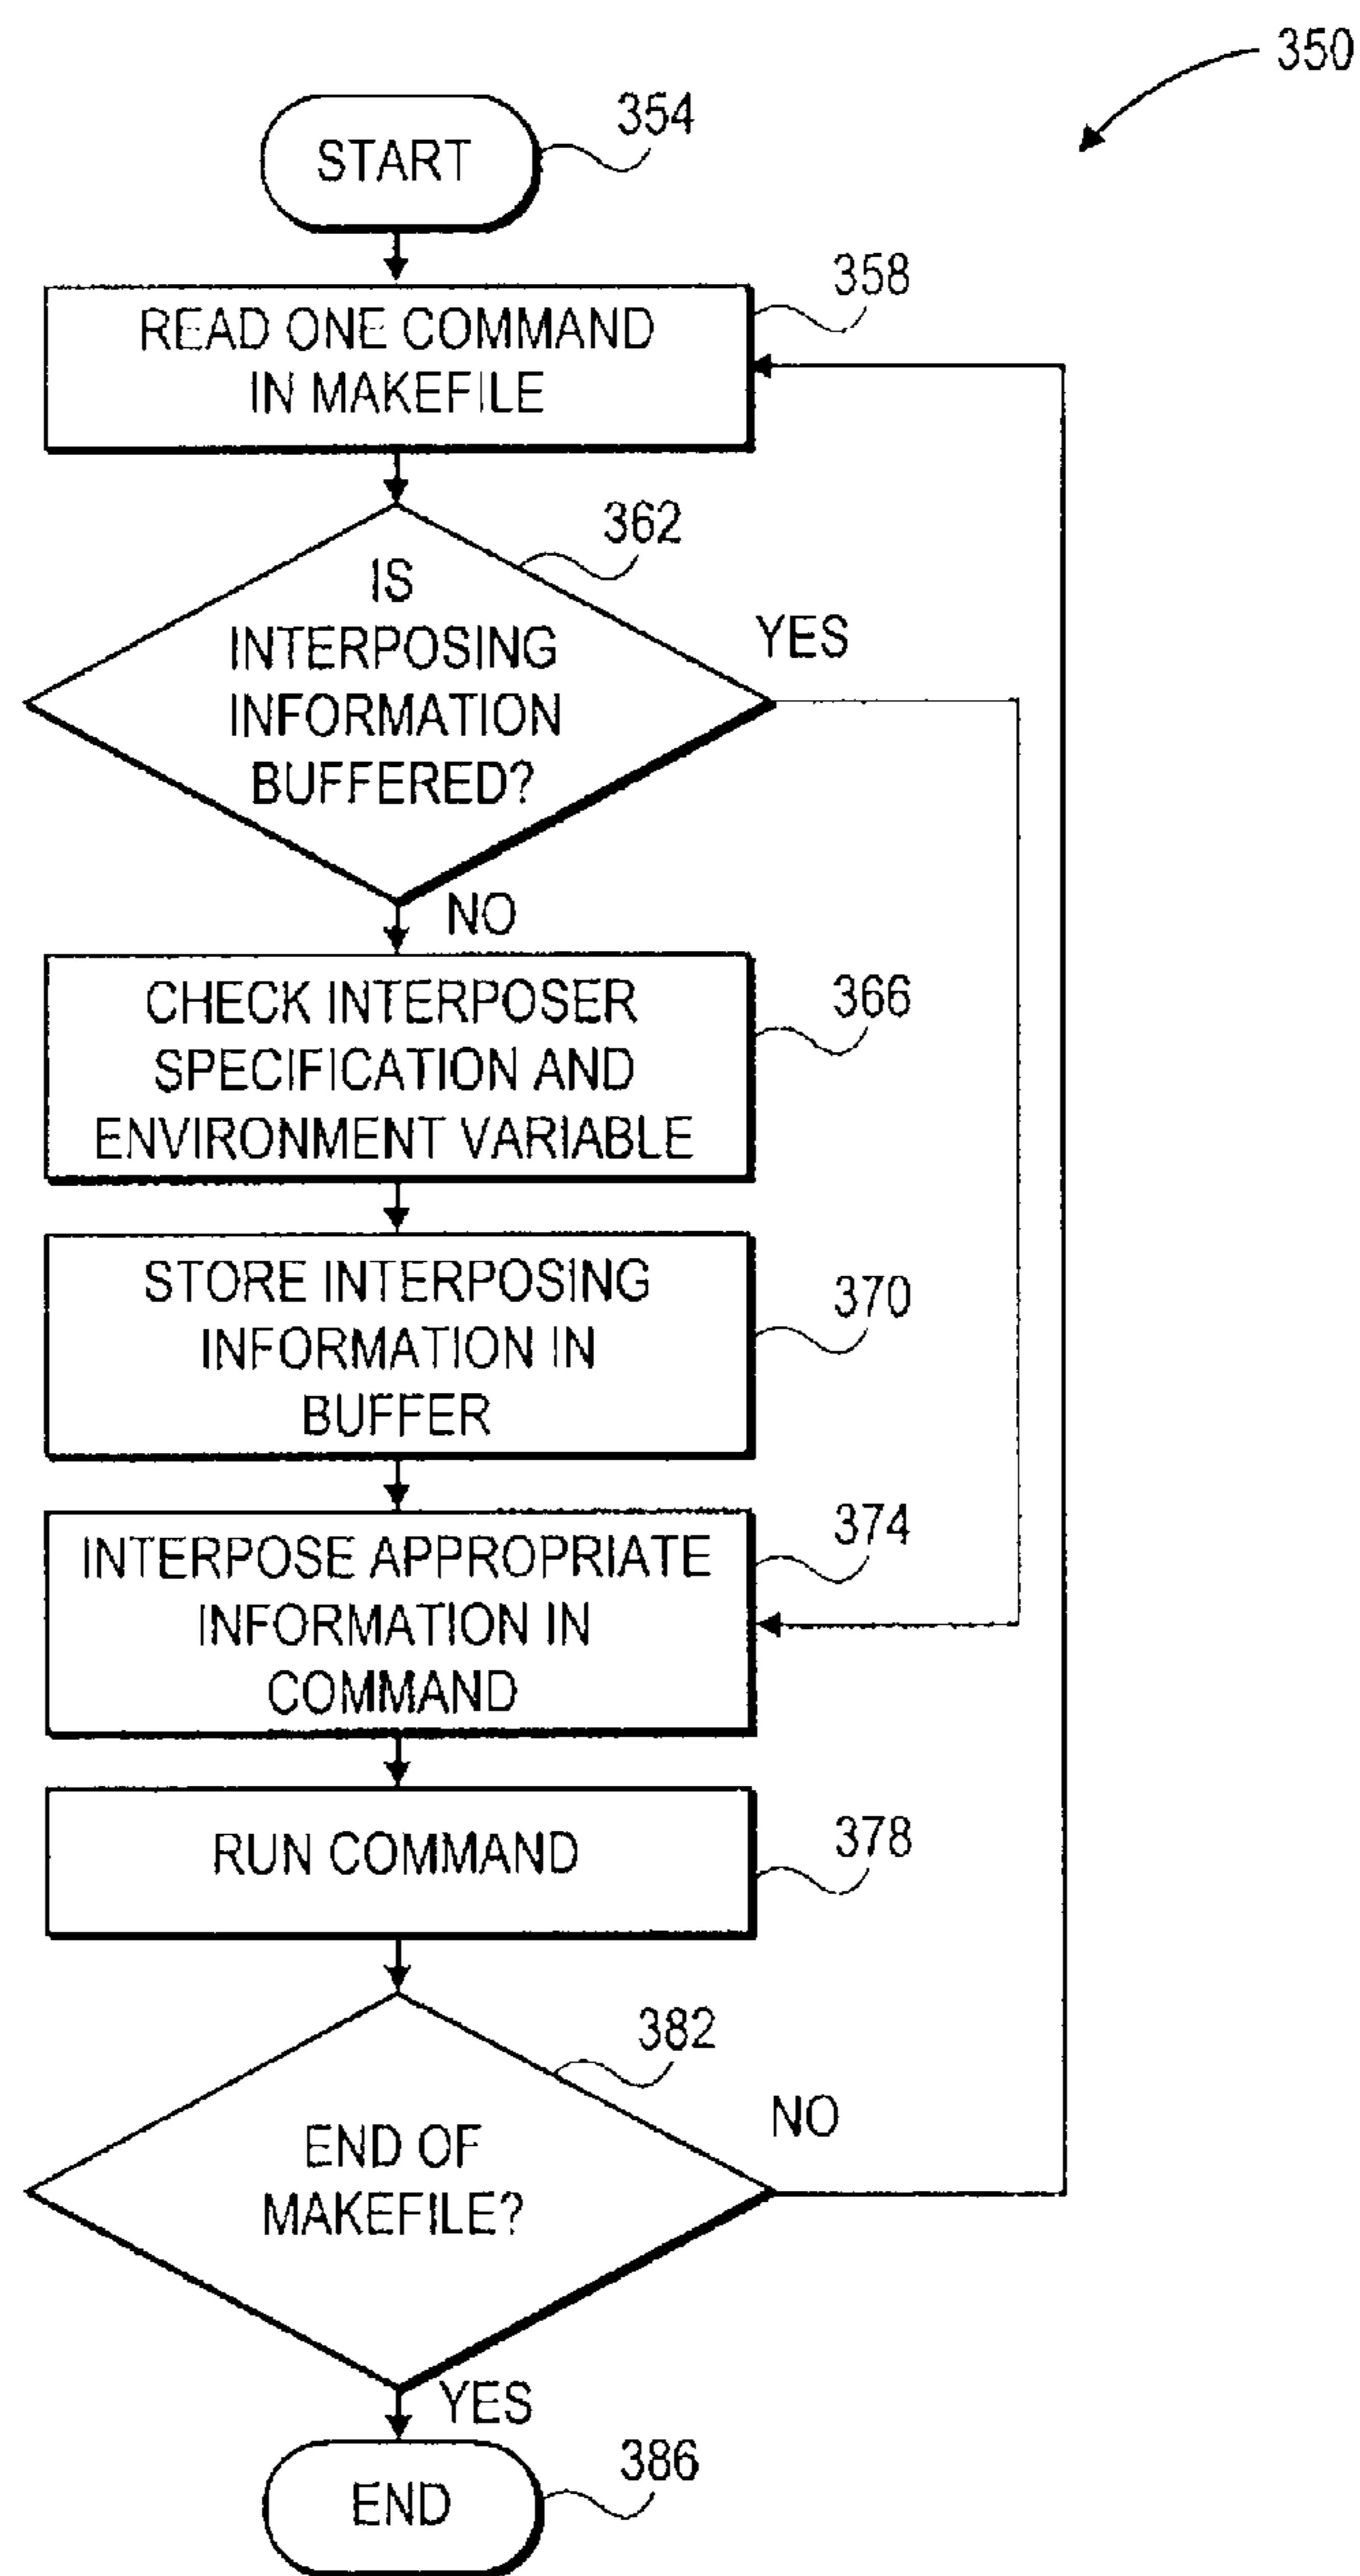 350
START
354
READ ONE COMMAND
IN MAKEFILE
358
IS
INTERPOSING
INFORMATION
BUFFERED?
362
YES
NO
CHECK INTERPOSER
SPECIFICATION AND
ENVIRONMENT VARIABLE
366
STORE INTERPOSING
INFORMATION IN
BUFFER
370
INTERPOSE APPROPRIATE
INFORMATION IN
COMMAND
374
RUN COMMAND
378
END OF
MAKEFILE?
382
NO
YES
END
386